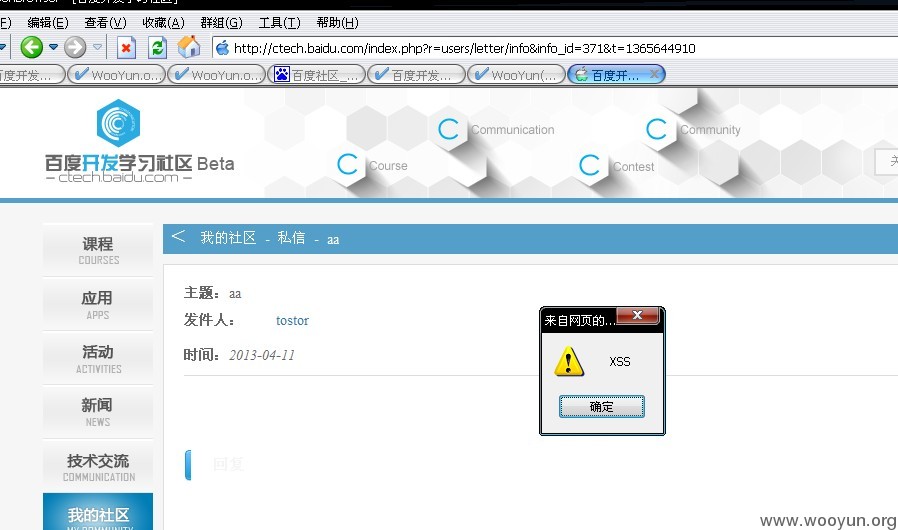 编辑(E) 查看(V) 收藏(A) 群组(G) 工具(T) 帮助(H)
http://ctech.baidu.com/index.php?r=users/letter/info&info_id=371&t=1365644910
百度开发... WooYun.o... WooYun.o... 百度社区_... 百度开发... WooYun(... 百度开...
Communication Community
百度开发学习社区 Beta
Course Contest
ctech.baidu.com
课程
COURSES
应用
APPS
活动
ACTIVITIES
新闻
NEWS
技术交流
COMMUNICATION
我的社区
MY COMMUNITY
< 我的社区 - 私信 - aa
主题：aa
发件人： tostor
时间：2013-04-11
回复
来自网页的... X
XSS
确定
www.wooyun.org